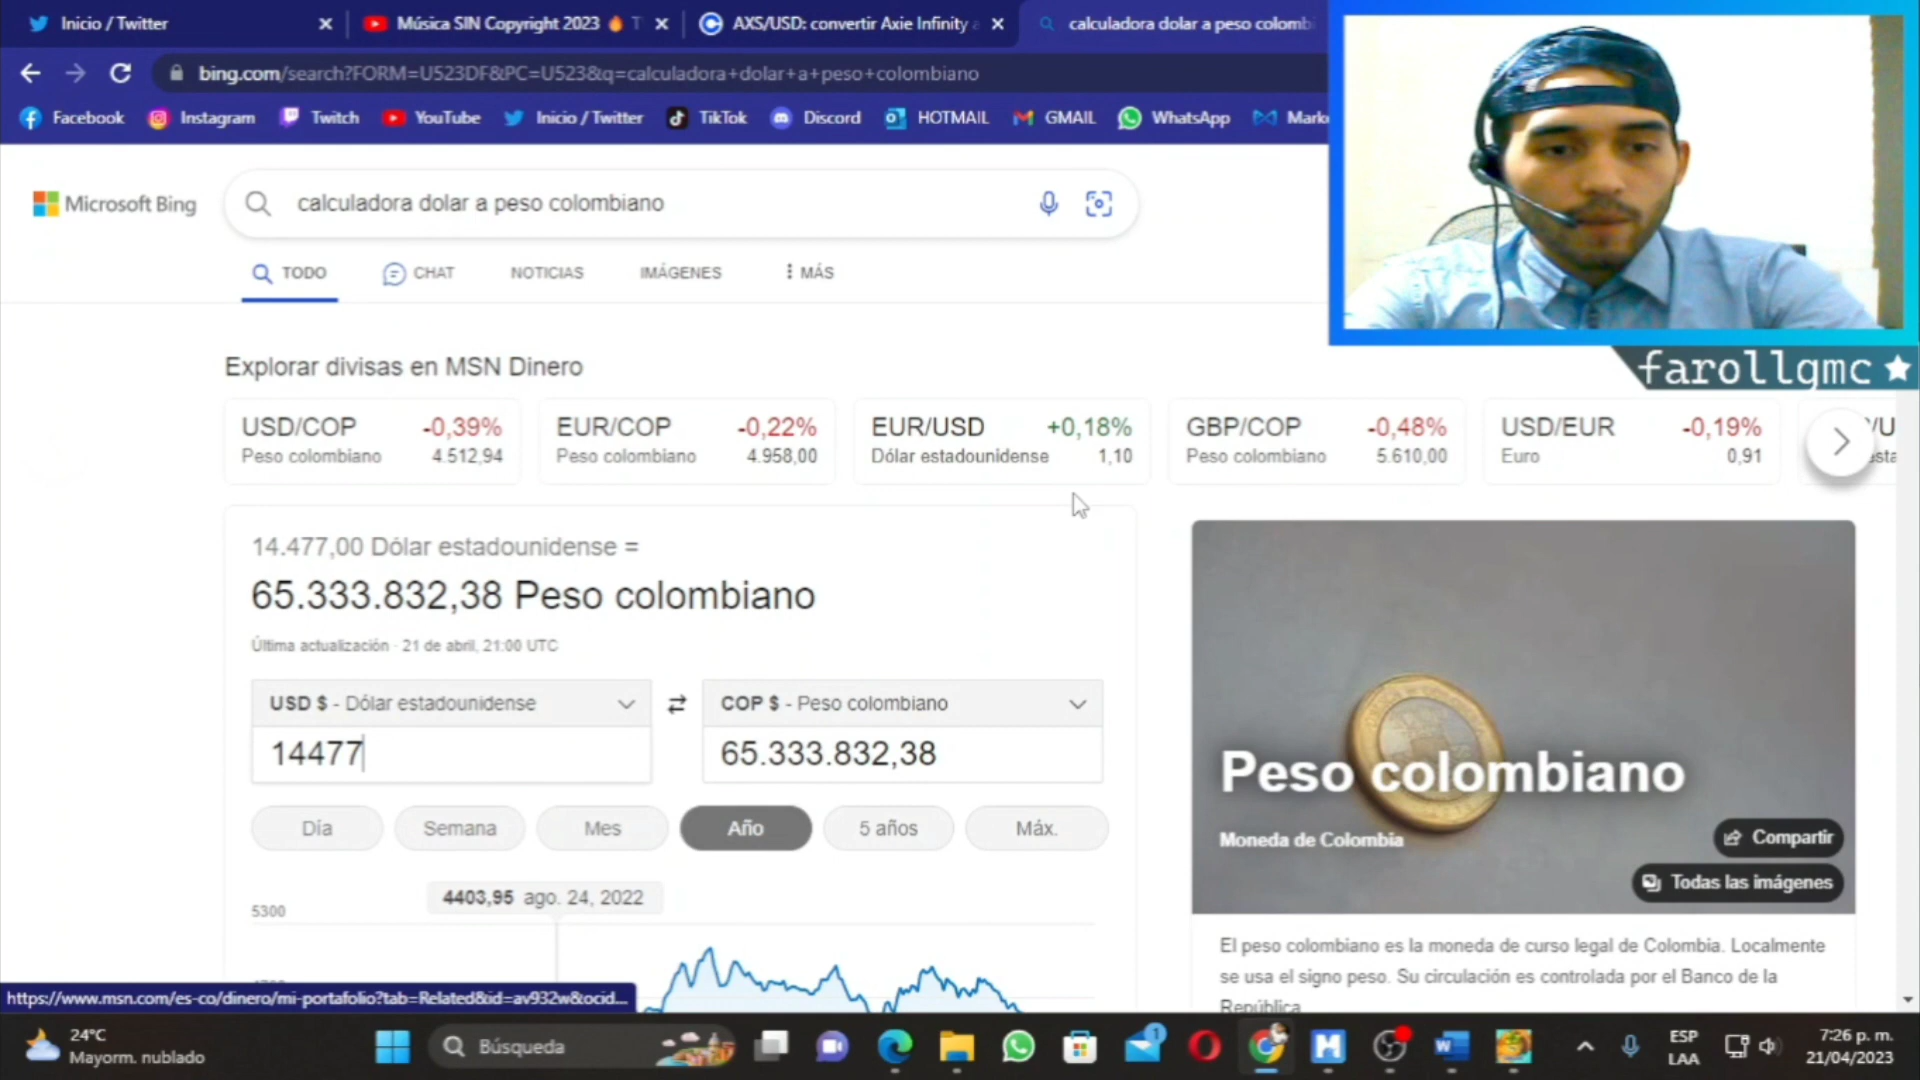 Inicio / Twitter
Música SIN Copyright 2023
AXS/USD: convertir Axie Infinity
calculadora dolar a peso colomb
bing.com/search?FORM=U523DF&PC=U523&q=calculadora+dolar+a+peso+colombiano
Facebook Instagram Twitch YouTube Inicio / Twitter TikTok Discord HOTMAIL GMAIL WhatsApp
Microsoft Bing
calculadora dolar a peso colombiano
TODO CHAT NOTICIAS IMÁGENES MÁS
farollgmc
Explorar divisas en MSN Dinero
USD/COP -0,39%
Peso colombiano 4.512,94
EUR/COP -0,22%
Peso colombiano 4.958,00
EUR/USD +0,18%
Dólar estadounidense 1,10
GBP/COP -0,48%
Peso colombiano 5.610,00
USD/EUR -0,19%
Euro 0,91
14.477,00 Dólar estadounidense =
65.333.832,38 Peso colombiano
Última actualización · 21 de abril, 21:00 UTC
USD $ - Dólar estadounidense
COP $ - Peso colombiano
14477
65.333.832,38
Día Semana Mes Año 5 años Máx.
4403,95 ago. 24, 2022
5300
Peso colombiano
Moneda de Colombia
Compartir
Todas las imágenes
El peso colombiano es la moneda de curso legal de Colombia. Localmente
se usa el signo peso. Su circulación es controlada por el Banco de la
República
https://www.msn.com/es-co/dinero/mi-portafolio?tab=Related&id=av932w&ocid...
24°C
Mayorm. nublado
Búsqueda
1
ESP
LAA
7:26 p. m.
21/04/2023